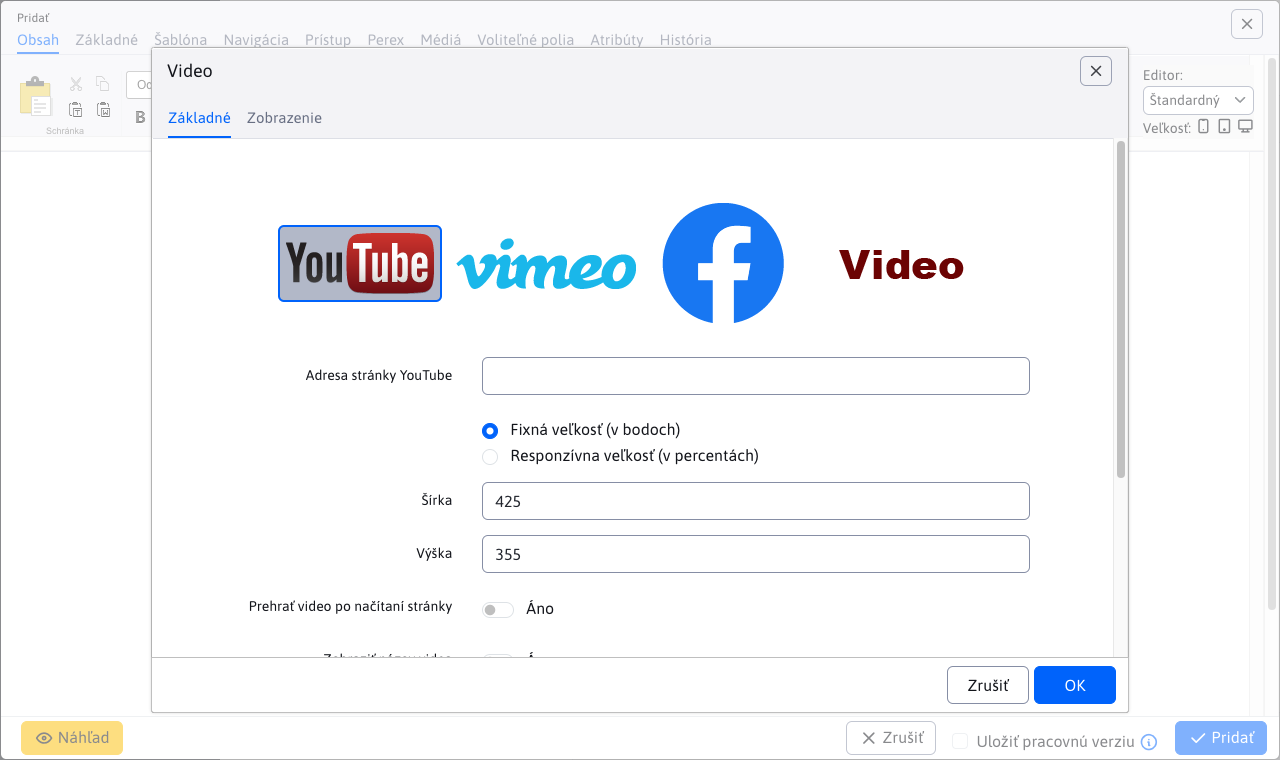 Pridať
Obsah Základné Šablóna Navigácia Prístup Perex Médiá Voliteľné polia Atribúty História
Schránka
B
Editor:
Štandardný
Veľkosť:
Video
Základné Zobrazenie
YouTube vimeo f Video
Adresa stránky YouTube
Fixná veľkosť (v bodoch)
Responzívna veľkosť (v percentách)
Šírka 425
Výška 355
Prehrať video po načítaní stránky Áno
Zrušiť OK
Náhľad Zrušiť Uložiť pracovnú verziu Pridať